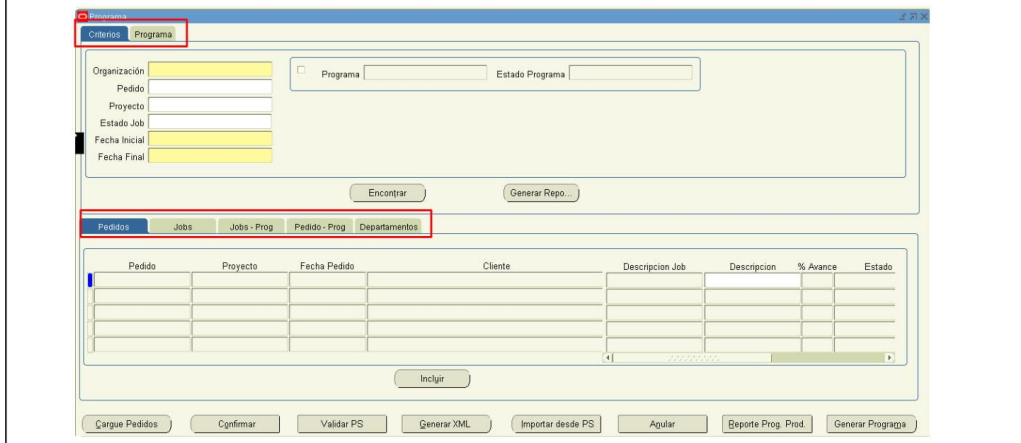 Programa
Criterios Programa
Organización Programa Estado Programa
Pedido
Proyecto
Estado Job
Fecha Inicial
Fecha Final
Encontrar Generar Repo...
Pedidos Jobs Jobs - Prog Pedido - Prog Departamentos
Pedido Proyecto Fecha Pedido Cliente Descripcion Job Descripcion % Avance Estado
Incluir
Cargue Pedidos Confirmar Validar PS Generar XML Importar desde PS Anular Reporte Prog. Prod. Generar Programa